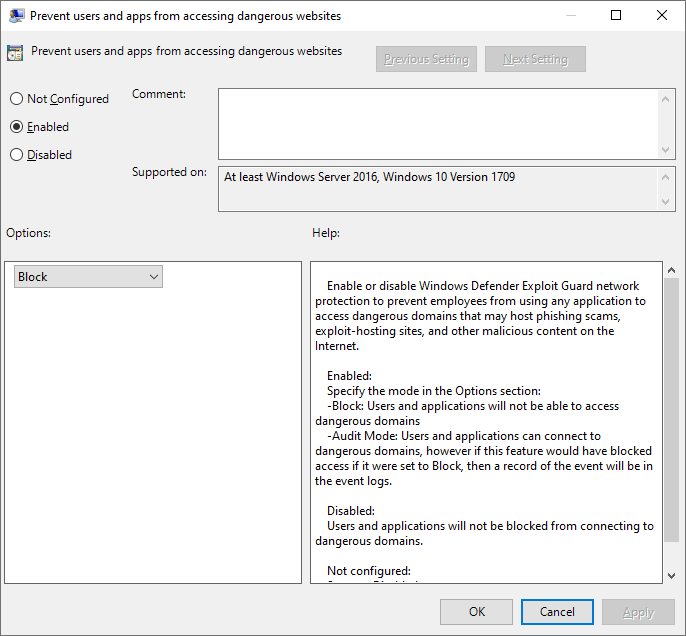 Prevent users and apps from accessing dangerous websites
Prevent users and apps from accessing dangerous websites
Previous Setting
Next Setting
Not Configured
Enabled
Disabled
Comment:
Supported on:
At least Windows Server 2016, Windows 10 Version 1709
Options:
Help:
Block
Enable or disable Windows Defender Exploit Guard network
protection to prevent employees from using any application to
access dangerous domains that may host phishing scams,
exploit-hosting sites, and other malicious content on the
Internet.
Enabled:
Specify the mode in the Options section:
-Block: Users and applications will not be able to access
dangerous domains
-Audit Mode: Users and applications can connect to
dangerous domains, however if this feature would have blocked
access if it were set to Block, then a record of the event will be in
the event logs.
Disabled:
Users and applications will not be blocked from connecting to
dangerous domains.
Not configured:
OK
Cancel
Apply